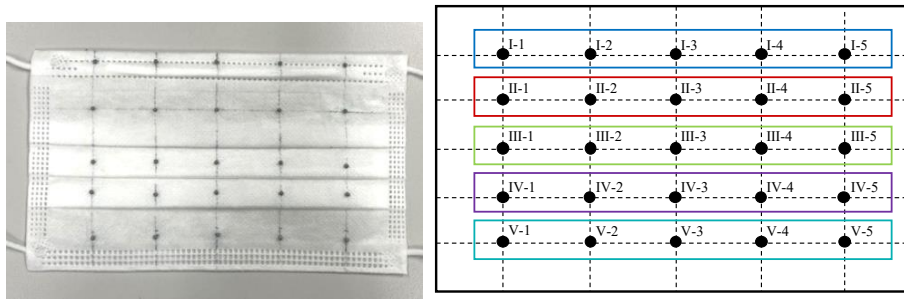 I-1 I-2 I-3 I-4 I-5
II-1 II-2 II-3 II-4 II-5
III-1 III-2 III-3 III-4 III-5
IV-1 IV-2 IV-3 IV-4 IV-5
V-1 V-2 V-3 V-4 V-5